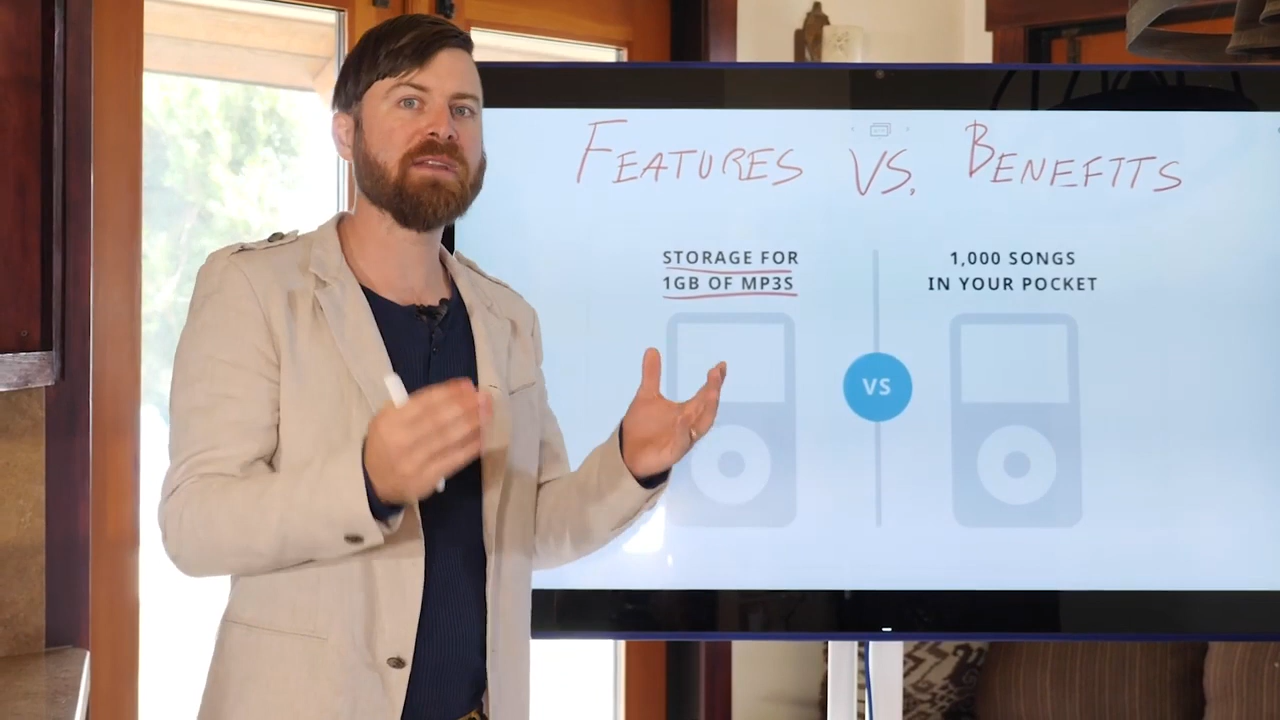 FEATURES VS. BENEFITS
STORAGE FOR
1GB OF MP3S
1,000 SONGS
IN YOUR POCKET
VS